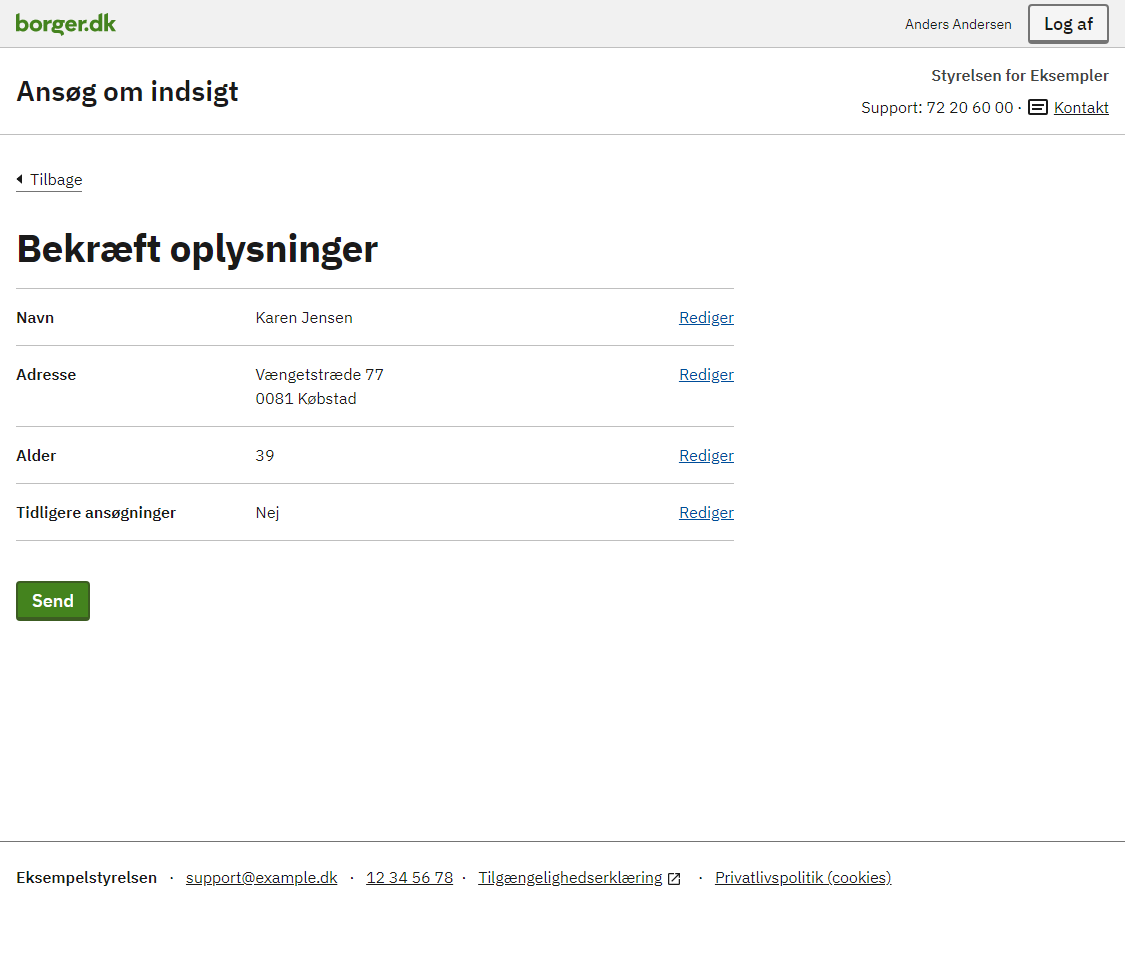 borger.dk
Anders Andersen
Log af
Ansøg om indsigt
Styrelsen for Eksempler
Support: 72 20 60 00 · Kontakt
Tilbage
Bekræft oplysninger
Navn Karen Jensen Rediger
Adresse Vængetstræde 77 Rediger
0081 Købstad
Alder 39 Rediger
Tidligere ansøgninger Nej Rediger
Send
Eksempelstyrelsen · support@example.dk · 12 34 56 78 · Tilgængelighedserklæring · Privatlivspolitik (cookies)